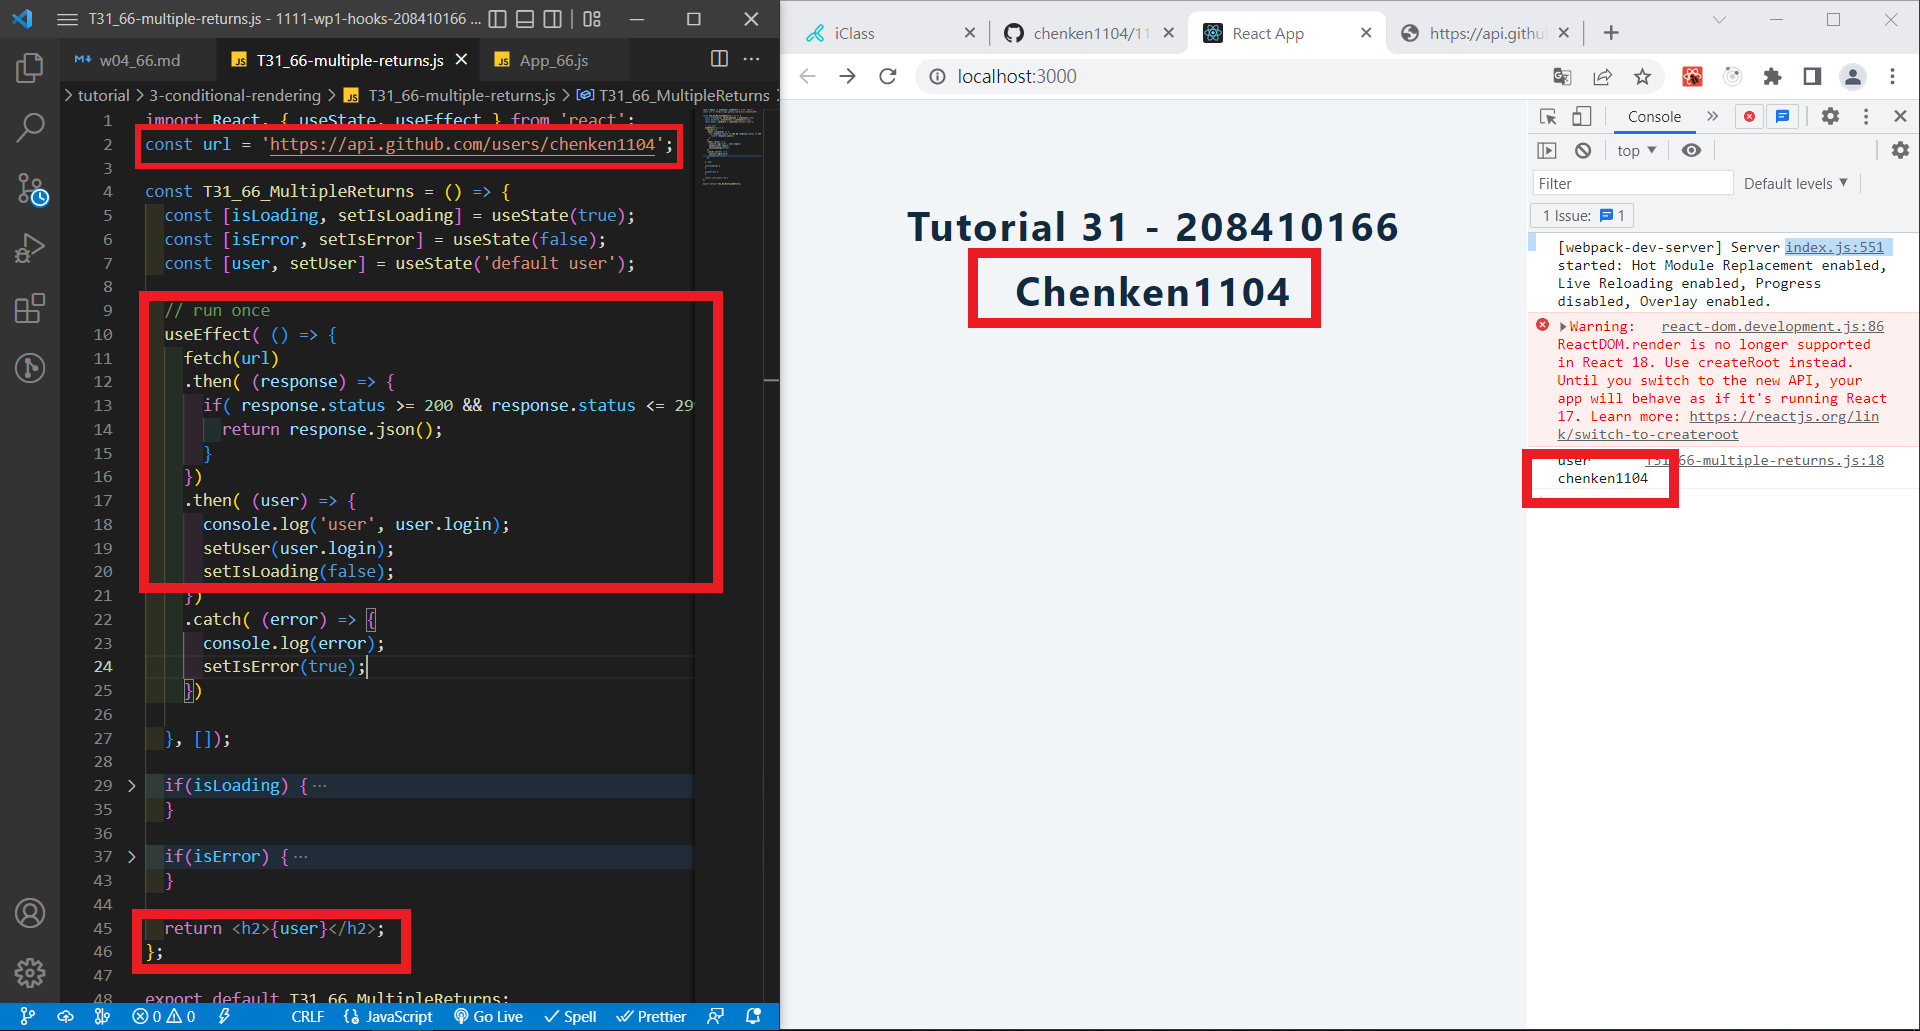 T31_66-multiple-returns.js - 1111-wp1-hooks-208410166 ...
w04_66.md
JS T31_66-multiple-returns.js
JS App_66.js
tutorial > 3-conditional-rendering > JS T31_66-multiple-returns.js > T31_66_MultipleReturns
1 import React, { useState, useEffect } from 'react';
2 const url = 'https://api.github.com/users/chenken1104';
3
4 const T31_66_MultipleReturns = () => {
5 const [isLoading, setIsLoading] = useState(true);
6 const [isError, setIsError] = useState(false);
7 const [user, setUser] = useState('default user');
8
9 // run once
10 useEffect( () => {
11 fetch(url)
12 .then( (response) => {
13 if( response.status >= 200 && response.status <= 29
14 return response.json();
15 }
16 })
17 .then( (user) => {
18 console.log('user', user.login);
19 setUser(user.login);
20 setIsLoading(false);
21 })
22 .catch( (error) => {
23 console.log(error);
24 setIsError(true);
25 })
26
27 }, []);
28
29 if(isLoading) { ...
35 }
36
37 if(isError) { ...
43 }
44
45 return <h2>{user}</h2>;
46 };
47
48 export default T31_66_MultipleReturns;
0 0
CRLF
JavaScript
Go Live
Spell
Prettier
iClass
chenken1104/11
React App
https://api.githu
localhost:3000
Tutorial 31 - 208410166
Chenken1104
Console
top
Filter
Default levels
1 Issue: 1
[webpack-dev-server] Server index.js:551
started: Hot Module Replacement enabled,
Live Reloading enabled, Progress
disabled, Overlay enabled.
Warning: react-dom.development.js:86
ReactDOM.render is no longer supported
in React 18. Use createRoot instead.
Until you switch to the new API, your
app will behave as if it's running React
17. Learn more: https://reactjs.org/lin
k/switch-to-createroot
user T31_66-multiple-returns.js:18
chenken1104